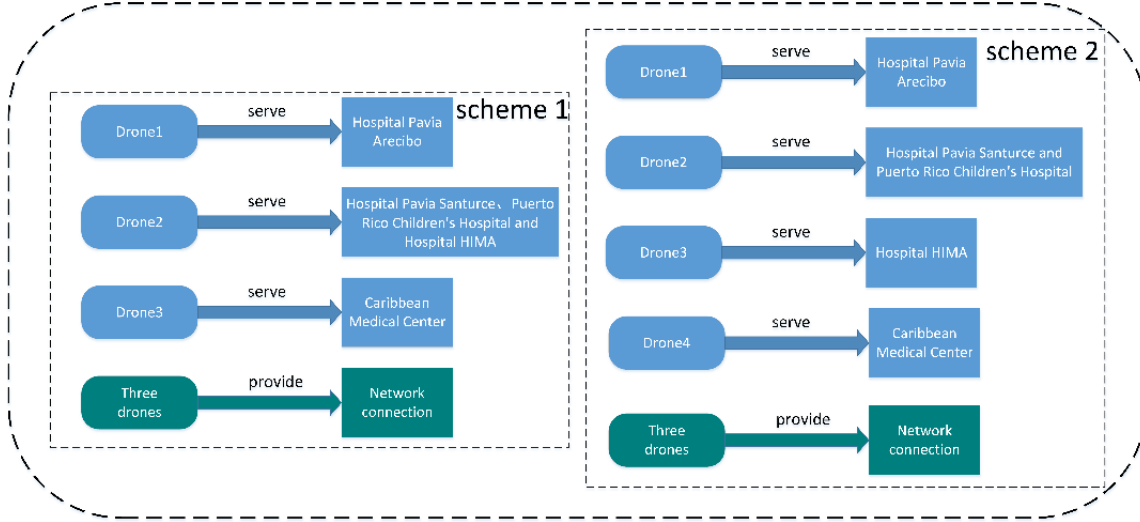 scheme 1
Drone1
serve
Hospital Pavia
Arecibo
Drone2
serve
Hospital Pavia Santurce、Puerto
Rico Children's Hospital and
Hospital HIMA
Drone3
serve
Caribbean
Medical Center
Three
drones
provide
Network
connection
scheme 2
Drone1
serve
Hospital Pavia
Arecibo
Drone2
serve
Hospital Pavia Santurce and
Puerto Rico Children's Hospital
Drone3
serve
Hospital HIMA
Drone4
serve
Caribbean
Medical Center
Three
drones
provide
Network
connection